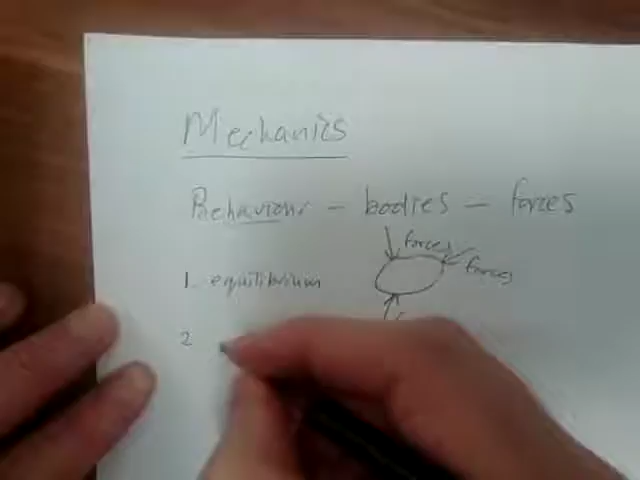 Mechanics
Behaviour - bodies - forces
forces
forces
1. equilibrium
2